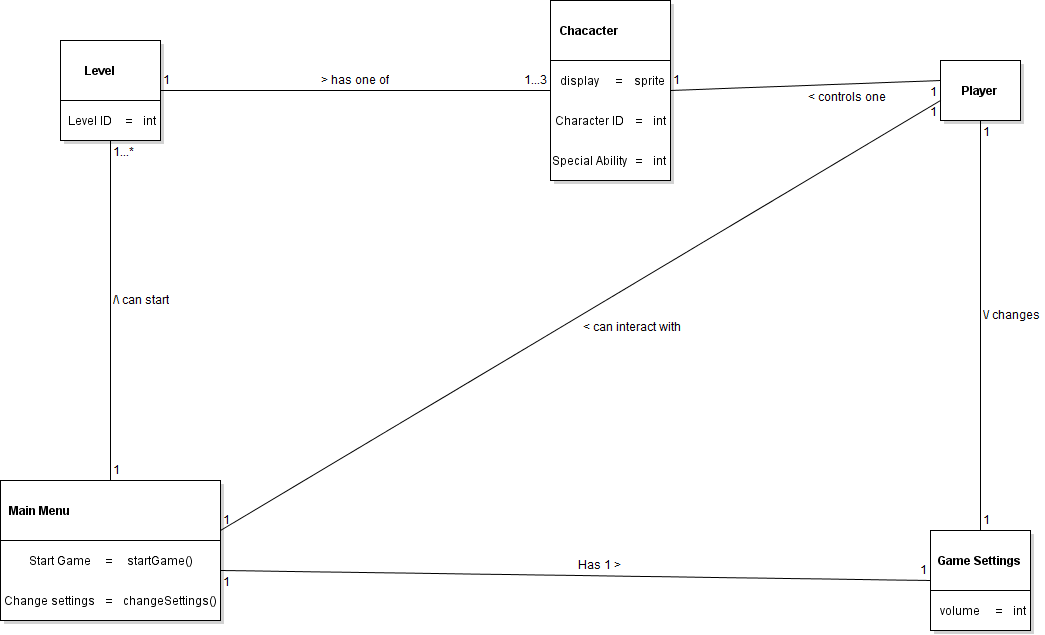 Chacacter
Level
1
> has one of
1...3
display = sprite
1
Player
1
< controls one
Level ID = int
Character ID = int
1
1
1...*
Special Ability = int
/\ can start
\/ changes
< can interact with
1
Main Menu
1
1
Start Game = startGame()
Has 1 >
1
Game Settings
1
Change settings = changeSettings()
volume = int